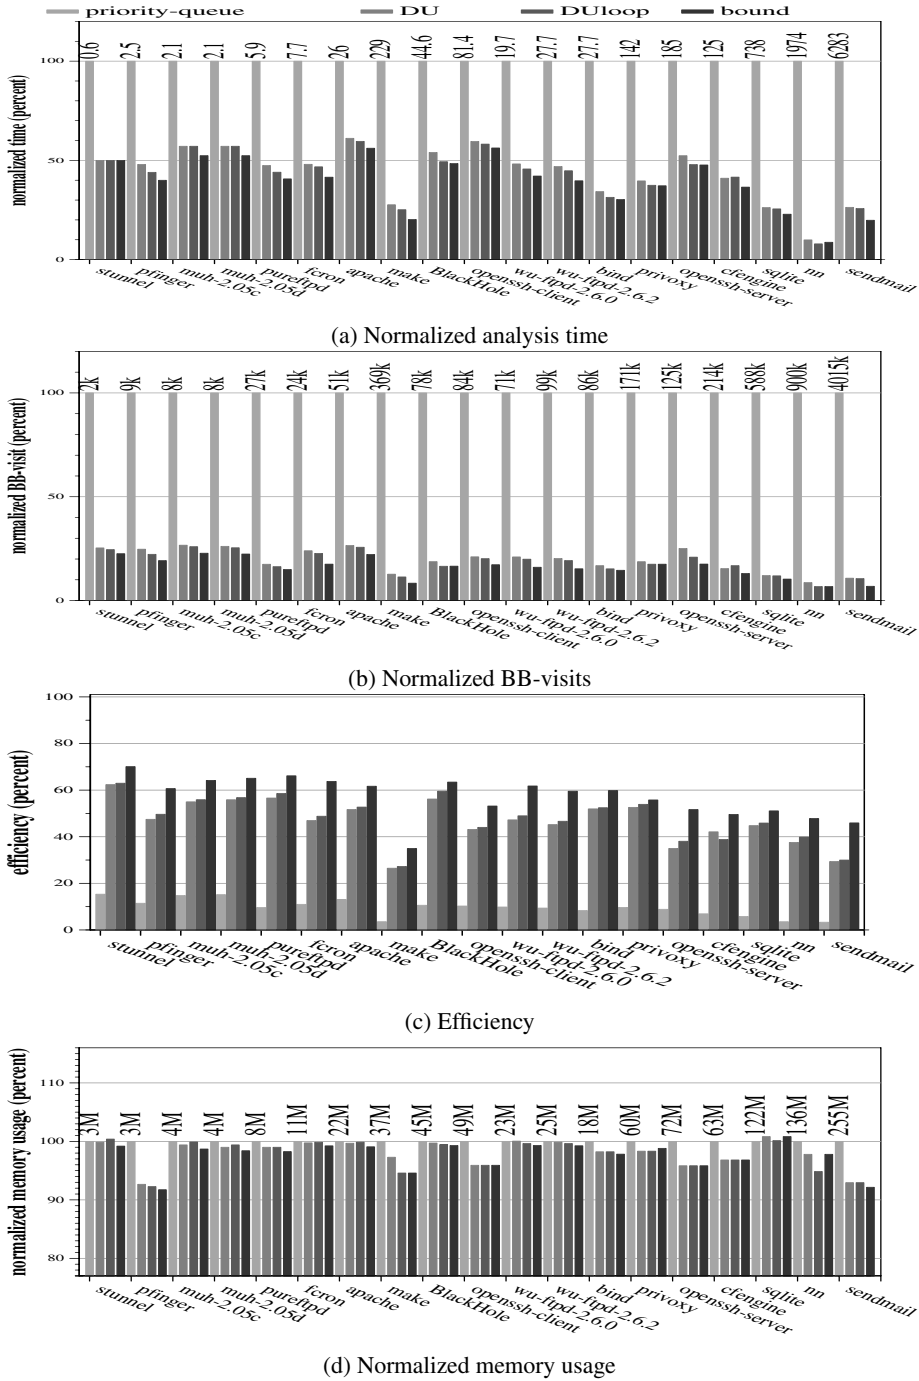 priority-queue DU DUloop bound
normalized time (percent)
100
50
0
0.6 2.5 2.1 2.1 5.9 7.7 26 229 44.6 81.4 19.7 27.7 27.7 142 185 125 738 1974 6283
stunnel pfinger muh-2.05c muh-2.05d pureftpd fcron apache make BlackHole openssh-client wu-ftpd-2.6.0 wu-ftpd-2.6.2 bind privoxy openssh-server cfengine sqlite nn sendmail
(a) Normalized analysis time
normalized BB-visit (percent)
100
50
0
2k 9k 8k 8k 27k 24k 51k 369k 78k 84k 71k 99k 86k 171k 125k 214k 588k 900k 4015k
stunnel pfinger muh-2.05c muh-2.05d pureftpd fcron apache make BlackHole openssh-client wu-ftpd-2.6.0 wu-ftpd-2.6.2 bind privoxy openssh-server cfengine sqlite nn sendmail
(b) Normalized BB-visits
efficiency (percent)
100
80
60
40
20
0
stunnel pfinger muh-2.05c muh-2.05d pureftpd fcron apache make BlackHole openssh-client wu-ftpd-2.6.0 wu-ftpd-2.6.2 bind privoxy openssh-server cfengine sqlite nn sendmail
(c) Efficiency
normalized memory usage (percent)
110
100
90
80
3M 3M 4M 4M 8M 11M 22M 37M 45M 49M 23M 25M 18M 60M 72M 63M 122M 136M 255M
stunnel pfinger muh-2.05c muh-2.05d pureftpd fcron apache make BlackHole openssh-client wu-ftpd-2.6.0 wu-ftpd-2.6.2 bind privoxy openssh-server cfengine sqlite nn sendmail
(d) Normalized memory usage